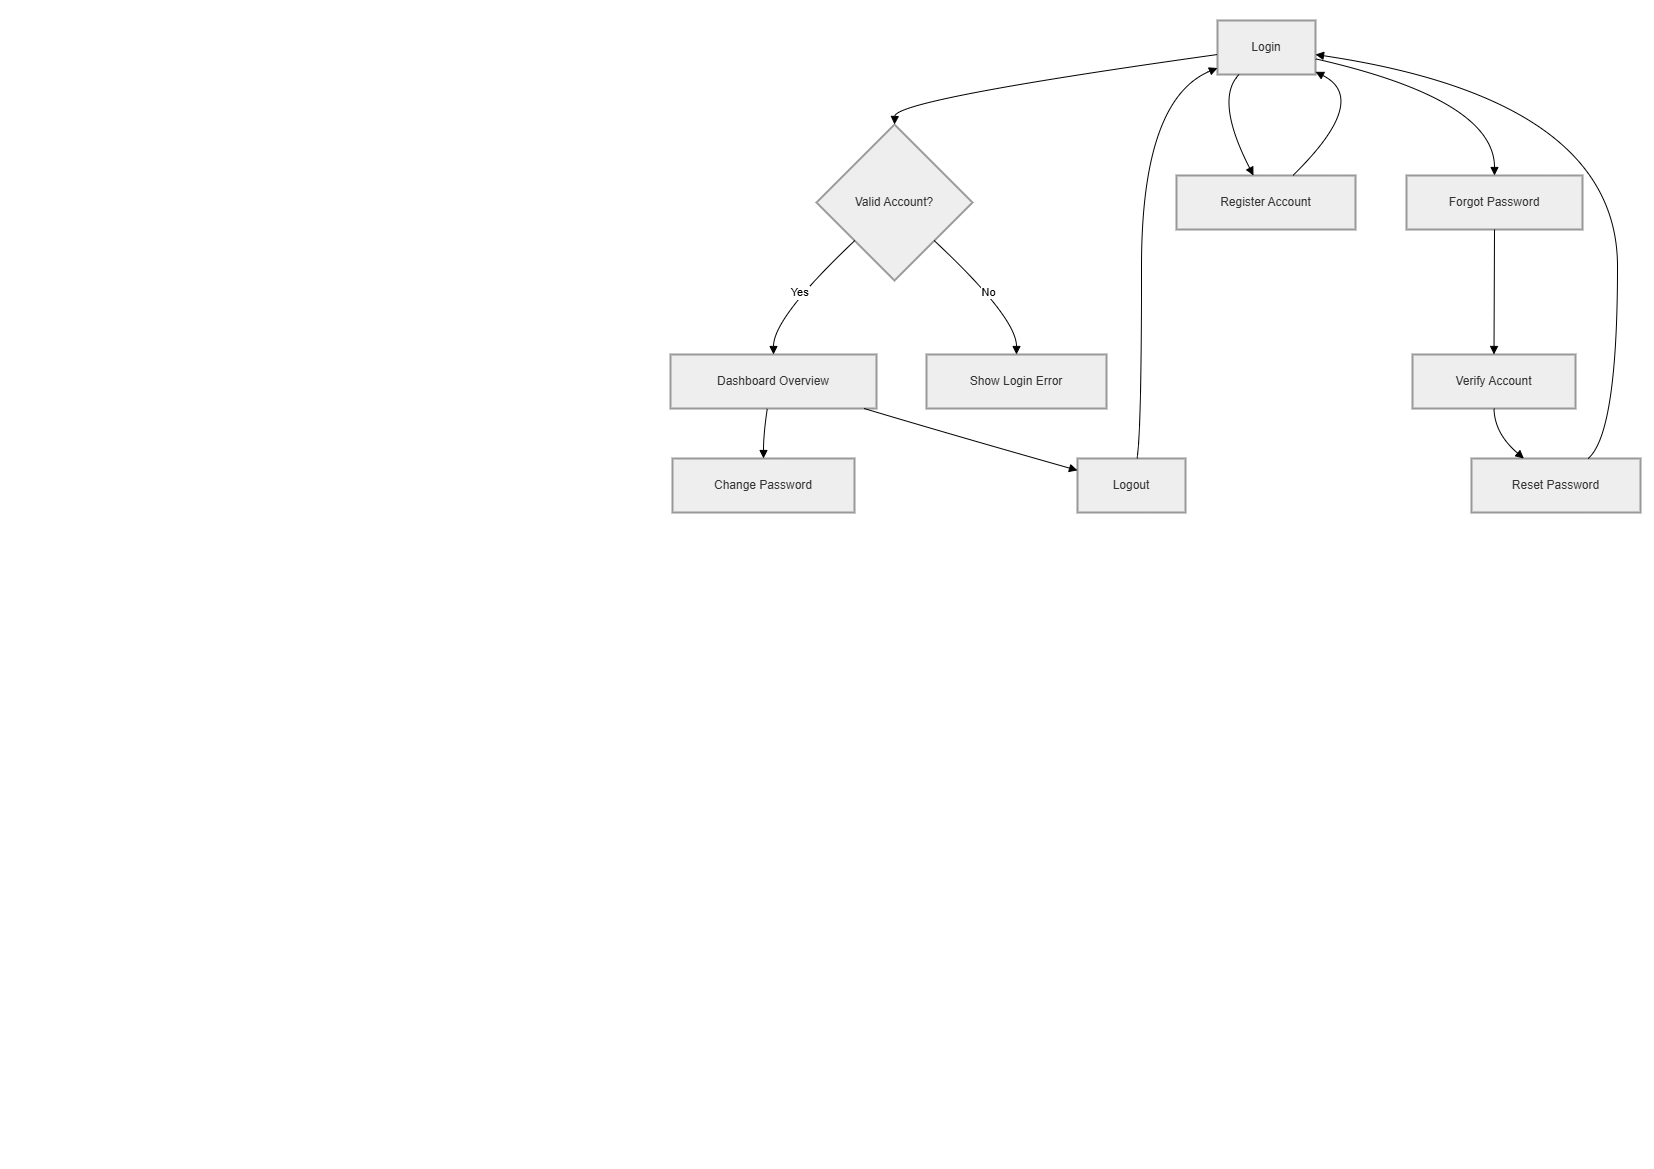 Login
Valid Account?
Register Account
Forgot Password
Yes
No
Dashboard Overview
Show Login Error
Verify Account
Change Password
Logout
Reset Password